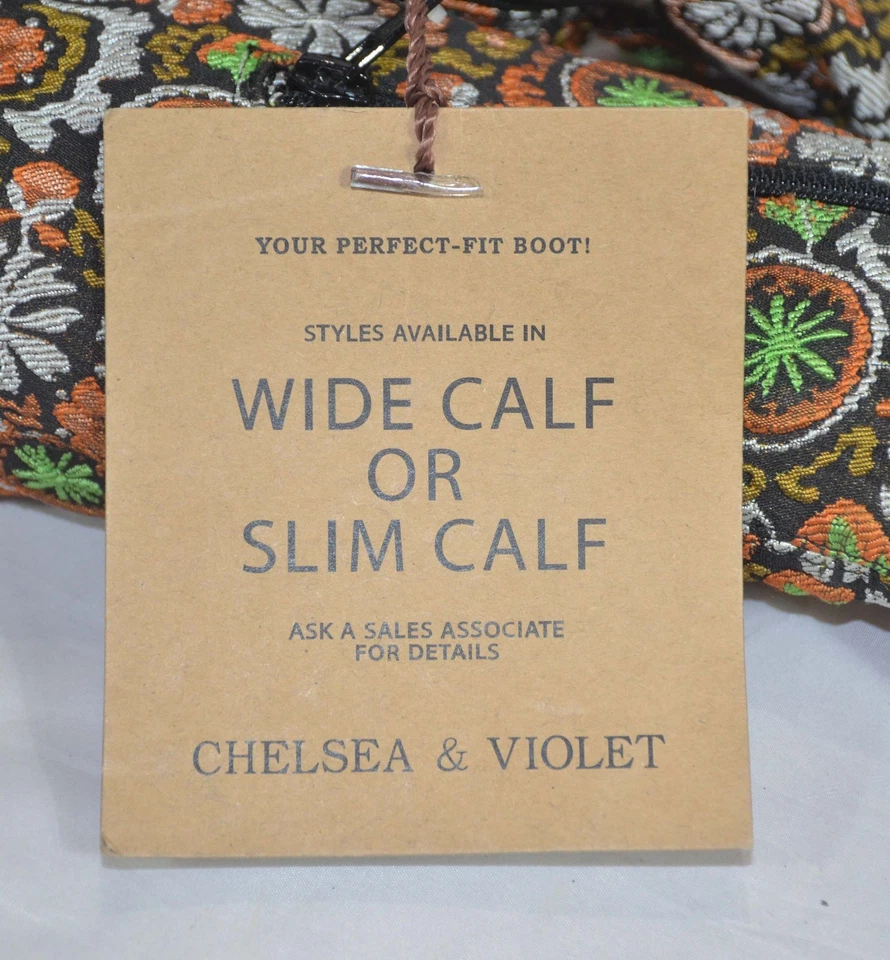 YOUR PERFECT-FIT BOOT!
STYLES AVAILABLE IN
WIDE CALF
OR
SLIM CALF
ASK A SALES ASSOCIATE
FOR DETAILS
CHELSEA & VIOLET